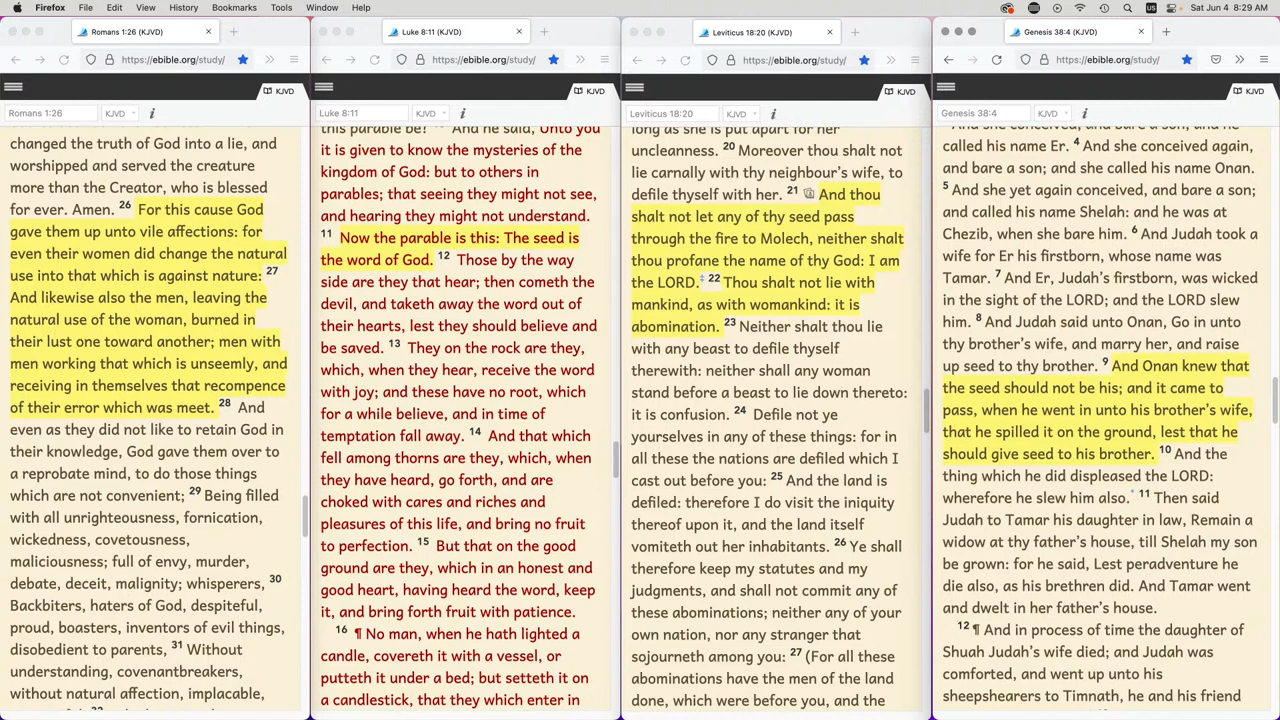 Firefox File Edit View History Bookmarks Tools Window Help Sat Jun 4 8:29 AM
Romans 1:26 (KJVD)
https://ebible.org/study/
KJVD
Romans 1:26 KJVD i
changed the truth of God into a lie, and
worshipped and served the creature
more than the Creator, who is blessed
for ever. Amen. 26 For this cause God
gave them up unto vile affections: for
even their women did change the natural
use into that which is against nature: 27
And likewise also the men, leaving the
natural use of the woman, burned in
their lust one toward another; men with
men working that which is unseemly, and
receiving in themselves that recompence
of their error which was meet. 28 And
even as they did not like to retain God in
their knowledge, God gave them over to
a reprobate mind, to do those things
which are not convenient; 29 Being filled
with all unrighteousness, fornication,
wickedness, covetousness,
maliciousness; full of envy, murder,
debate, deceit, malignity; whisperers, 30
Backbiters, haters of God, despiteful,
proud, boasters, inventors of evil things,
disobedient to parents, 31 Without
understanding, covenantbreakers,
without natural affection, implacable,
Luke 8:11 (KJVD)
https://ebible.org/study/
KJVD
Luke 8:11 KJVD i
this parable be? And he said, Unto you
it is given to know the mysteries of the
kingdom of God: but to others in
parables; that seeing they might not see,
and hearing they might not understand.
11 Now the parable is this: The seed is
the word of God. 12 Those by the way
side are they that hear; then cometh the
devil, and taketh away the word out of
their hearts, lest they should believe and
be saved. 13 They on the rock are they,
which, when they hear, receive the word
with joy; and these have no root, which
for a while believe, and in time of
temptation fall away. 14 And that which
fell among thorns are they, which, when
they have heard, go forth, and are
choked with cares and riches and
pleasures of this life, and bring no fruit
to perfection. 15 But that on the good
ground are they, which in an honest and
good heart, having heard the word, keep
it, and bring forth fruit with patience.
16 ¶ No man, when he hath lighted a
candle, covereth it with a vessel, or
putteth it under a bed; but setteth it on
a candlestick, that they which enter in
Leviticus 18:20 (KJVD)
https://ebible.org/study/
KJVD
Leviticus 18:20 KJVD i
long as she is put apart for her
uncleanness. 20 Moreover thou shalt not
lie carnally with thy neighbour's wife, to
defile thyself with her. 21 And thou
shalt not let any of thy seed pass
through the fire to Molech, neither shalt
thou profane the name of thy God: I am
the LORD.‡ 22 Thou shalt not lie with
mankind, as with womankind: it is
abomination. 23 Neither shalt thou lie
with any beast to defile thyself
therewith: neither shall any woman
stand before a beast to lie down thereto:
it is confusion. 24 Defile not ye
yourselves in any of these things: for in
all these the nations are defiled which I
cast out before you: 25 And the land is
defiled: therefore I do visit the iniquity
thereof upon it, and the land itself
vomiteth out her inhabitants. 26 Ye shall
therefore keep my statutes and my
judgments, and shall not commit any of
these abominations; neither any of your
own nation, nor any stranger that
sojourneth among you: 27 (For all these
abominations have the men of the land
done, which were before you, and the
Genesis 38:4 (KJVD)
https://ebible.org/study/
KJVD
Genesis 38:4 KJVD i
And she conceived, and bare a son; and he
called his name Er. 4 And she conceived again,
and bare a son; and she called his name Onan.
5 And she yet again conceived, and bare a son;
and called his name Shelah: and he was at
Chezib, when she bare him. 6 And Judah took a
wife for Er his firstborn, whose name was
Tamar. 7 And Er, Judah's firstborn, was wicked
in the sight of the LORD; and the LORD slew
him. 8 And Judah said unto Onan, Go in unto
thy brother's wife, and marry her, and raise
up seed to thy brother. 9 And Onan knew that
the seed should not be his; and it came to
pass, when he went in unto his brother's wife,
that he spilled it on the ground, lest that he
should give seed to his brother. 10 And the
thing which he did displeased the LORD:
wherefore he slew him also.* 11 Then said
Judah to Tamar his daughter in law, Remain a
widow at thy father's house, till Shelah my son
be grown: for he said, Lest peradventure he
die also, as his brethren did. And Tamar went
and dwelt in her father's house.
12 ¶ And in process of time the daughter of
Shuah Judah's wife died; and Judah was
comforted, and went up unto his
sheepshearers to Timnath, he and his friend